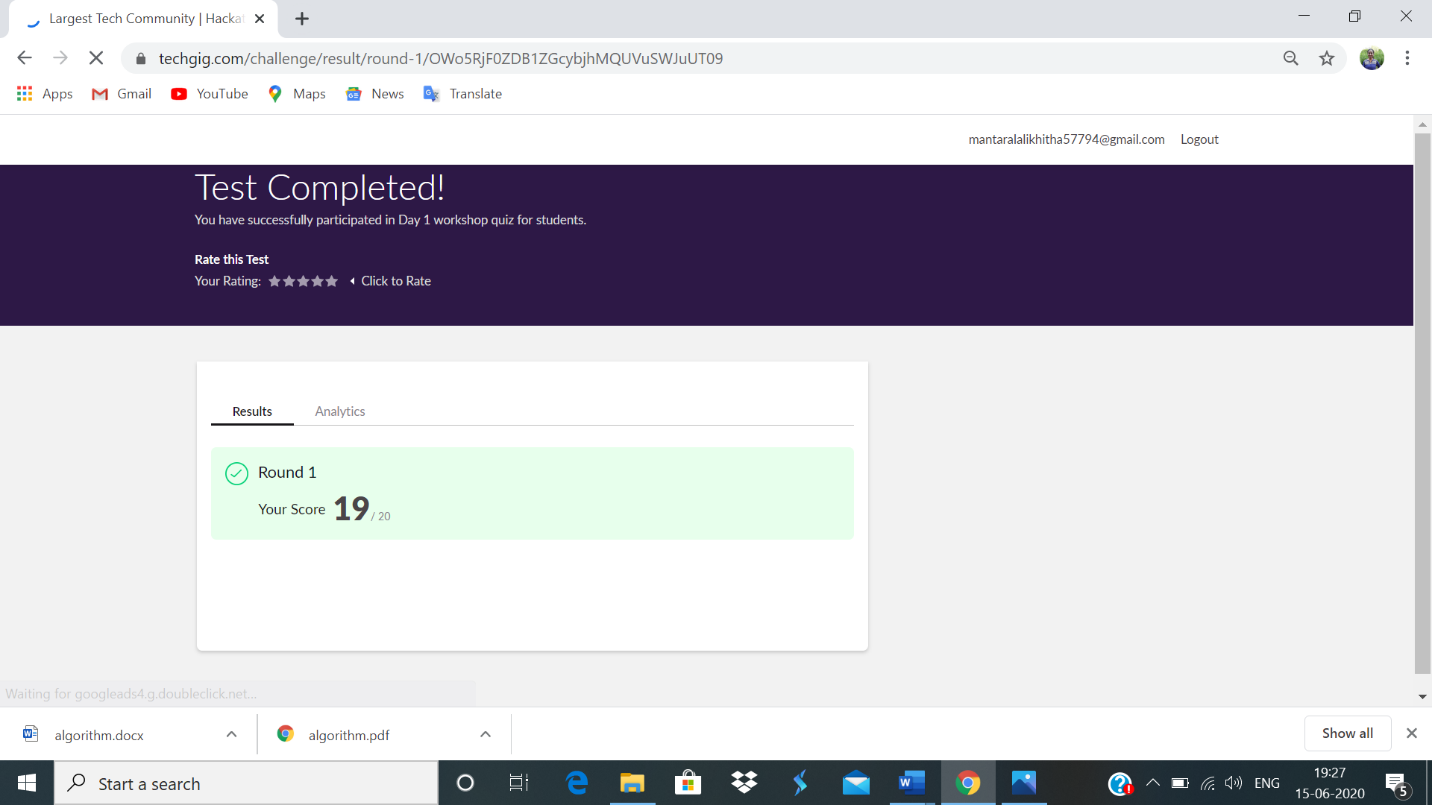 Largest Tech Community | Hackat
techgig.com/challenge/result/round-1/OWo5RjF0ZDB1ZGcybjhMQUVuSWJuUT09
Apps Gmail YouTube Maps News Translate
mantaralalikhitha57794@gmail.com Logout
Test Completed!
You have successfully participated in Day 1 workshop quiz for students.
Rate this Test
Your Rating: Click to Rate
Results Analytics
Round 1
Your Score 19 / 20
Waiting for googleads4.g.doubleclick.net...
algorithm.docx algorithm.pdf Show all
Start a search
ENG
19:27
15-06-2020
5